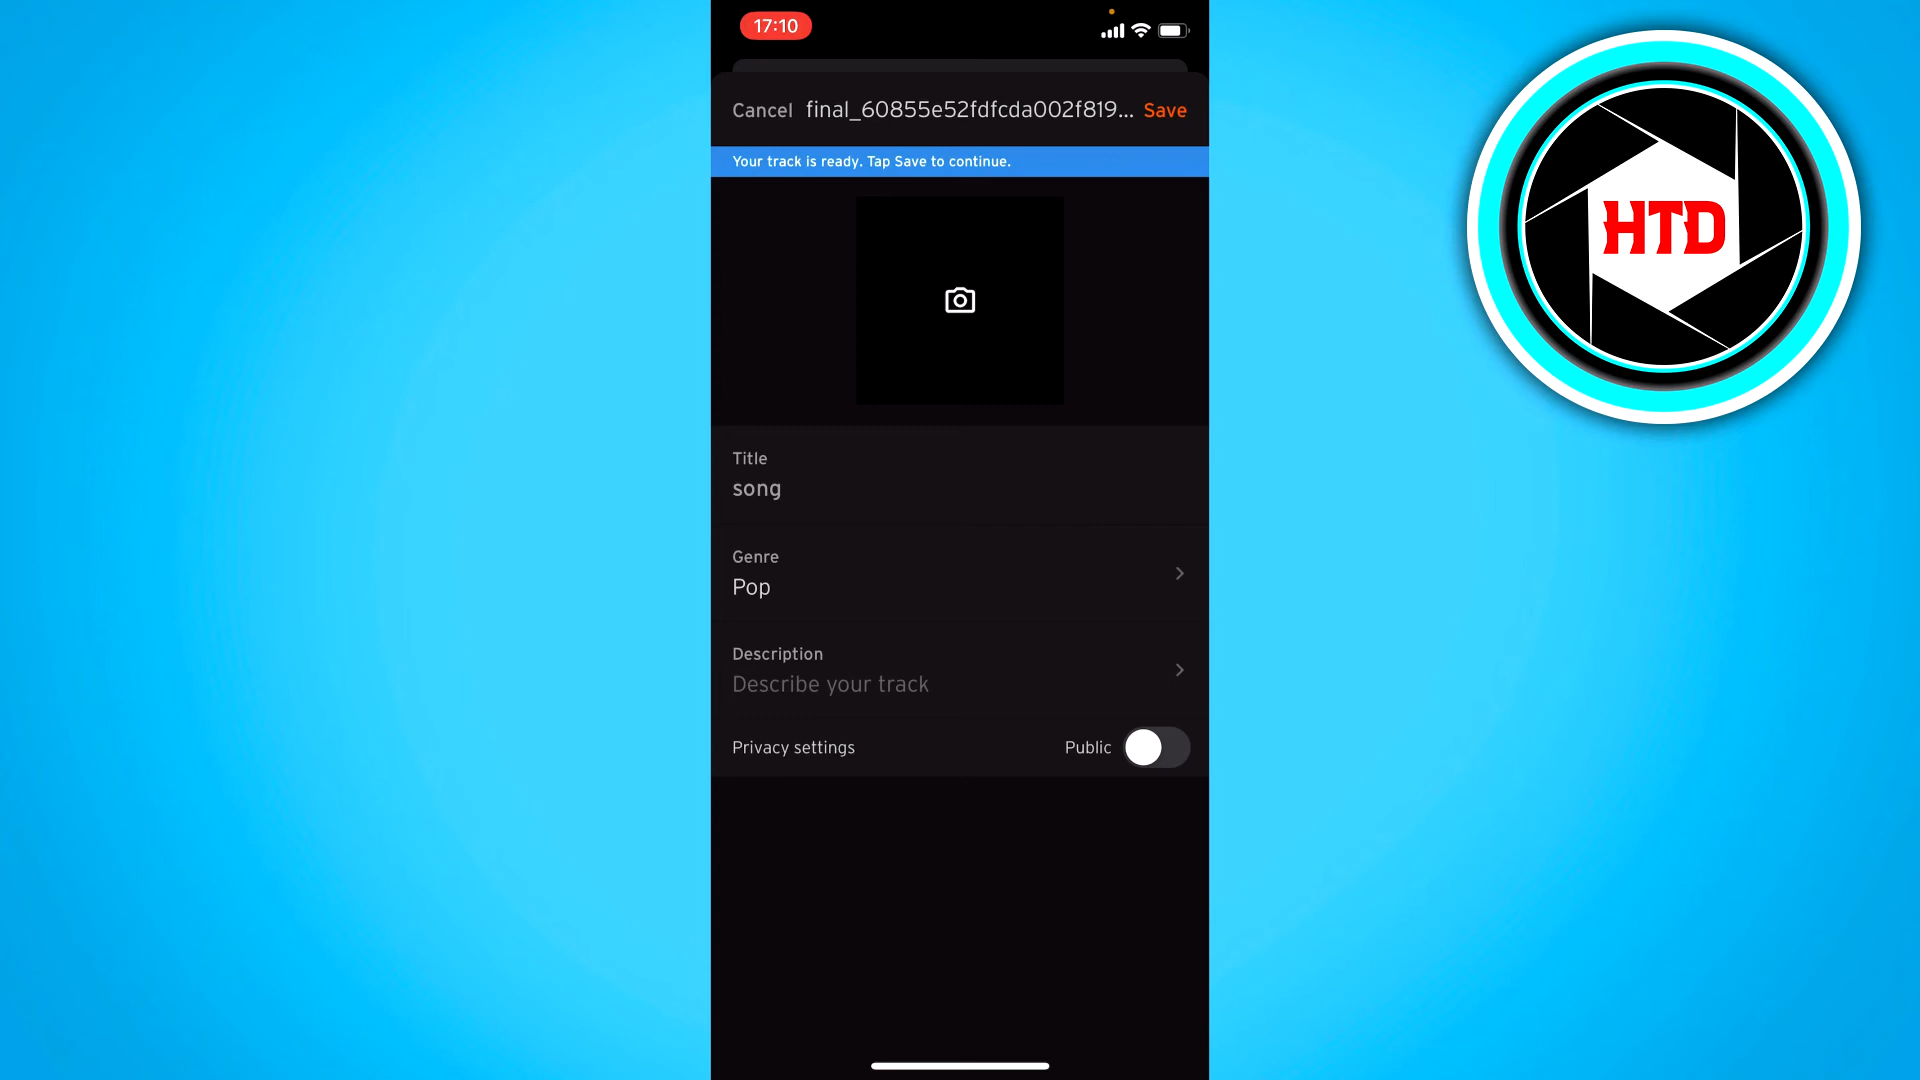 17:10
Cancel final_60855e52fdfcda002f819... Save
Your track is ready. Tap Save to continue.
HTD
Title
song
Genre
Pop
Description
Describe your track
Privacy settings Public